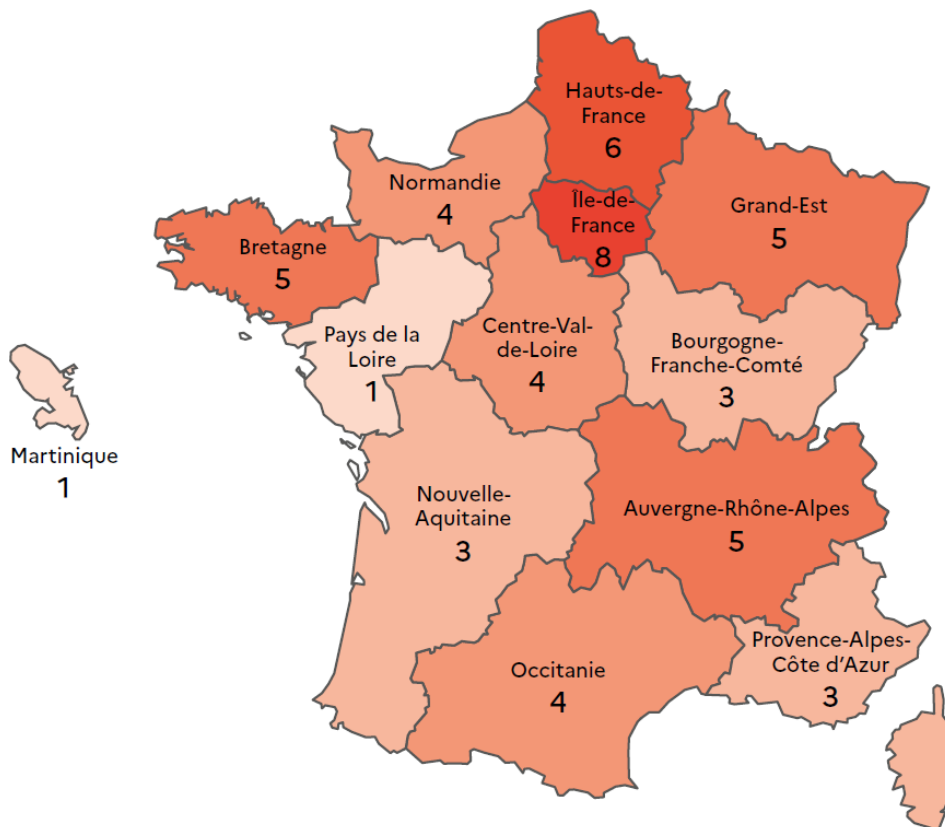 Hauts-de-
France
6
Normandie
4
Île-de-
France
8
Grand-Est
5
Bretagne
5
Pays de la
Loire
1
Centre-Val-
de-Loire
4
Bourgogne-
Franche-Comté
3
Martinique
1
Nouvelle-
Aquitaine
3
Auvergne-Rhône-Alpes
5
Occitanie
4
Provence-Alpes-
Côte d'Azur
3